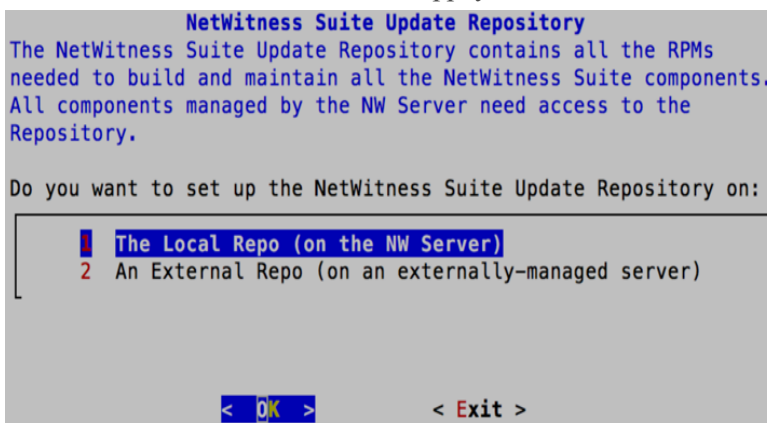 NetWitness Suite Update Repository
The NetWitness Suite Update Repository contains all the RPMs
needed to build and maintain all the NetWitness Suite components.
All components managed by the NW Server need access to the
Repository.
Do you want to set up the NetWitness Suite Update Repository on:
1 The Local Repo (on the NW Server)
2 An External Repo (on an externally-managed server)
< OK > < Exit >